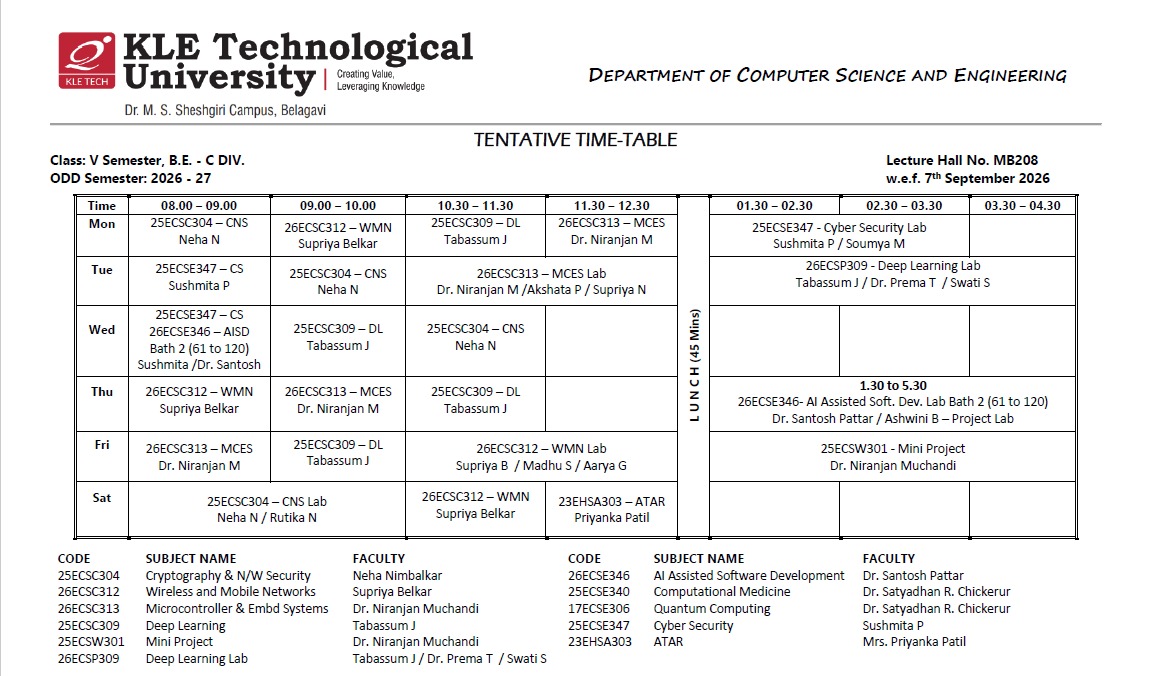 KLE TECH
KLE Technological
University
Creating Value,
Leveraging Knowledge
Dr. M. S. Sheshgiri Campus, Belagavi
DEPARTMENT OF COMPUTER SCIENCE AND ENGINEERING
TENTATIVE TIME-TABLE
Class: V Semester, B.E. - C DIV.
Lecture Hall No. MB208
ODD Semester: 2026 - 27
w.e.f. 7th September 2026
Time 08.00 – 09.00 09.00 – 10.00 10.30 – 11.30 11.30 – 12.30 01.30 – 02.30 02.30 – 03.30 03.30 – 04.30
LUNCH (45 Mins)
Mon
25ECSC304 – CNS
Neha N
26ECSC312 – WMN
Supriya Belkar
25ECSC309 – DL
Tabassum J
26ECSC313 – MCES
Dr. Niranjan M
25ECSE347 - Cyber Security Lab
Sushmita P / Soumya M
Tue
25ECSE347 – CS
Sushmita P
25ECSC304 – CNS
Neha N
26ECSC313 – MCES Lab
Dr. Niranjan M /Akshata P / Supriya N
26ECSP309 - Deep Learning Lab
Tabassum J / Dr. Prema T / Swati S
Wed
25ECSE347 – CS
26ECSE346 – AISD
Bath 2 (61 to 120)
Sushmita /Dr. Santosh
25ECSC309 – DL
Tabassum J
25ECSC304 – CNS
Neha N
Thu
26ECSC312 – WMN
Supriya Belkar
26ECSC313 – MCES
Dr. Niranjan M
25ECSC309 – DL
Tabassum J
1.30 to 5.30
26ECSE346- AI Assisted Soft. Dev. Lab Bath 2 (61 to 120)
Dr. Santosh Pattar / Ashwini B – Project Lab
Fri
26ECSC313 – MCES
Dr. Niranjan M
25ECSC309 – DL
Tabassum J
26ECSC312 – WMN Lab
Supriya B / Madhu S / Aarya G
25ECSW301 - Mini Project
Dr. Niranjan Muchandi
Sat
25ECSC304 – CNS Lab
Neha N / Rutika N
26ECSC312 – WMN
Supriya Belkar
23EHSA303 – ATAR
Priyanka Patil
CODE SUBJECT NAME FACULTY
25ECSC304 Cryptography & N/W Security Neha Nimbalkar
26ECSC312 Wireless and Mobile Networks Supriya Belkar
26ECSC313 Microcontroller & Embd Systems Dr. Niranjan Muchandi
25ECSC309 Deep Learning Tabassum J
25ECSW301 Mini Project Dr. Niranjan Muchandi
26ECSP309 Deep Learning Lab Tabassum J / Dr. Prema T / Swati S
CODE SUBJECT NAME FACULTY
26ECSE346 AI Assisted Software Development Dr. Santosh Pattar
25ECSE340 Computational Medicine Dr. Satyadhan R. Chickerur
17ECSE306 Quantum Computing Dr. Satyadhan R. Chickerur
25ECSE347 Cyber Security Sushmita P
23EHSA303 ATAR Mrs. Priyanka Patil